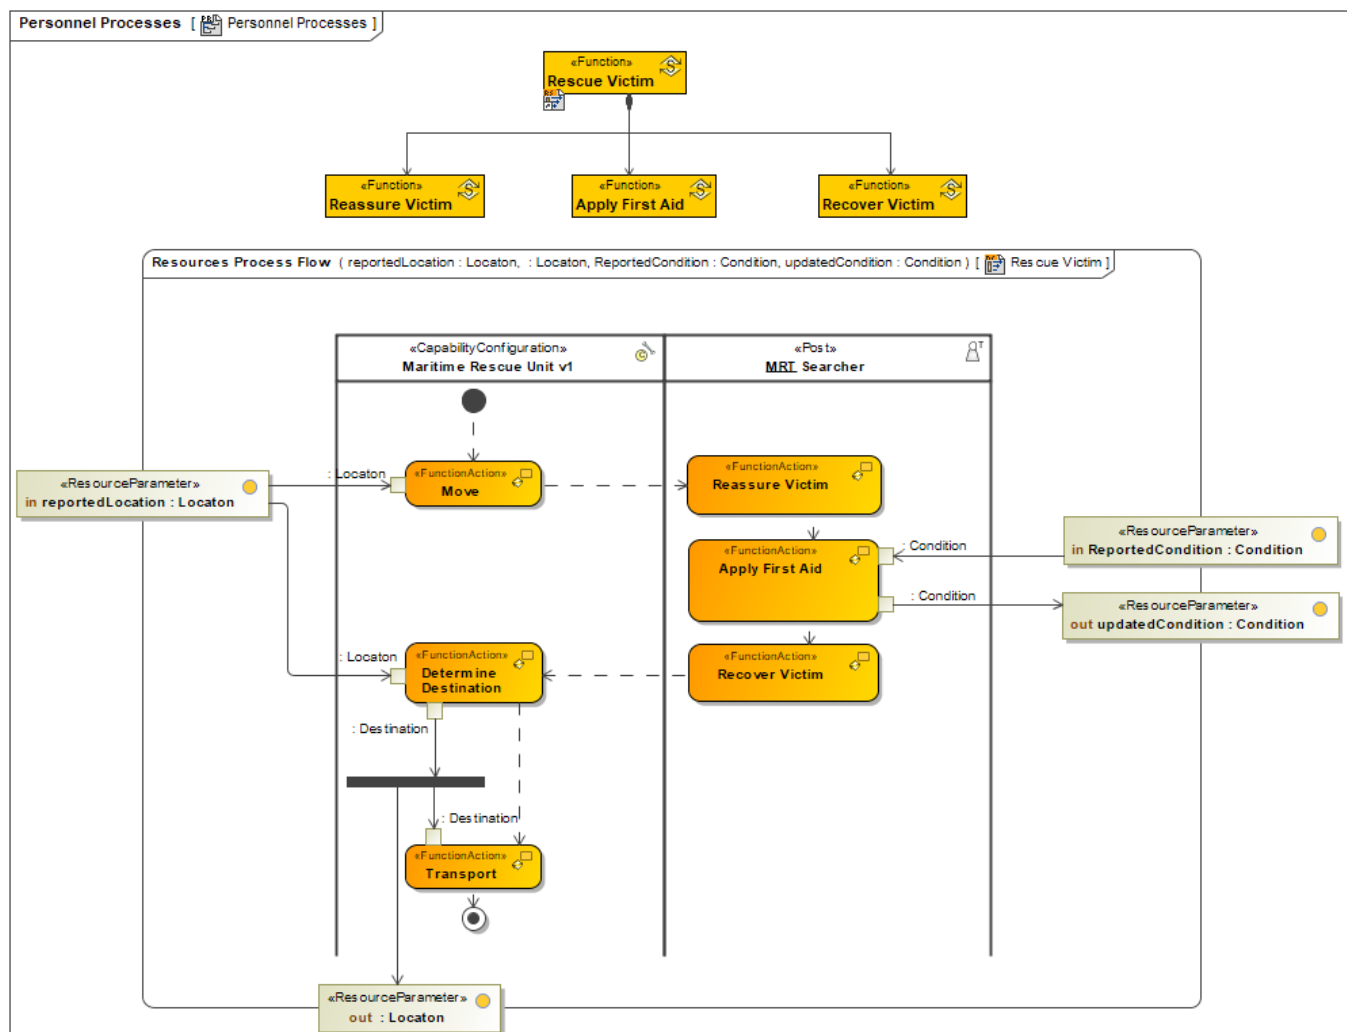 Personnel Processes [ Personnel Processes ]
«Function»
Rescue Victim
«Function»
Reassure Victim
«Function»
Apply First Aid
«Function»
Recover Victim
Resources Process Flow ( reportedLocation : Locaton, : Locaton, ReportedCondition : Condition, updatedCondition : Condition ) [ Rescue Victim ]
«CapabilityConfiguration»
Maritime Rescue Unit v1
«Post»
MRT Searcher
«ResourceParameter»
in reportedLocation : Locaton
: Locaton
«FunctionAction»
Move
«FunctionAction»
Reassure Victim
«FunctionAction»
Apply First Aid
: Condition
«ResourceParameter»
in ReportedCondition : Condition
: Condition
«ResourceParameter»
out updatedCondition : Condition
: Locaton
«FunctionAction»
Determine
Destination
«FunctionAction»
Recover Victim
: Destination
: Destination
«FunctionAction»
Transport
«ResourceParameter»
out : Locaton